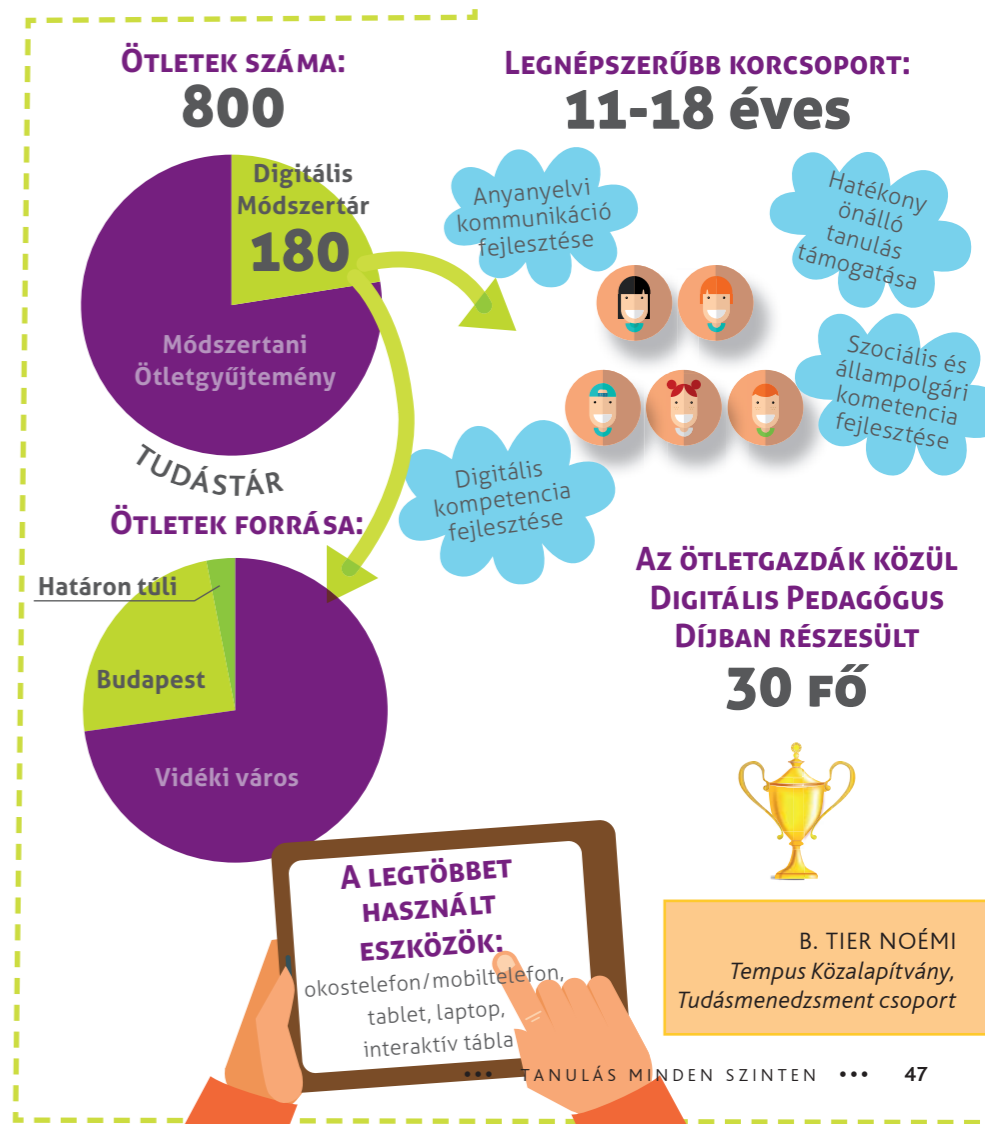 ÖTLETEK SZÁMA:
800
Digitális
Módszertár
180
Módszertani
Ötletgyűjtemény
TUDÁSTÁR
LEGNÉPSZERŰBB KORCSOPORT:
11-18 éves
Anyanyelvi
kommunikáció
fejlesztése
Hatékony
önálló
tanulás
támogatása
Szociális és
állampolgári
kometencia
fejlesztése
Digitális
kompetencia
fejlesztése
ÖTLETEK FORRÁSA:
Határon túli
Budapest
Vidéki város
AZ ÖTLETGAZDÁK KÖZÜL
DIGITÁLIS PEDAGÓGUS
DÍJBAN RÉSZESÜLT
30 FŐ
A LEGTÖBBET
HASZNÁLT
ESZKÖZÖK:
okostelefon/mobiltelefon,
tablet, laptop,
interaktív tábla
B. TIER NOÉMI
Tempus Közalapítvány,
Tudásmenedzsment csoport
••• TANULÁS MINDEN SZINTEN ••• 47